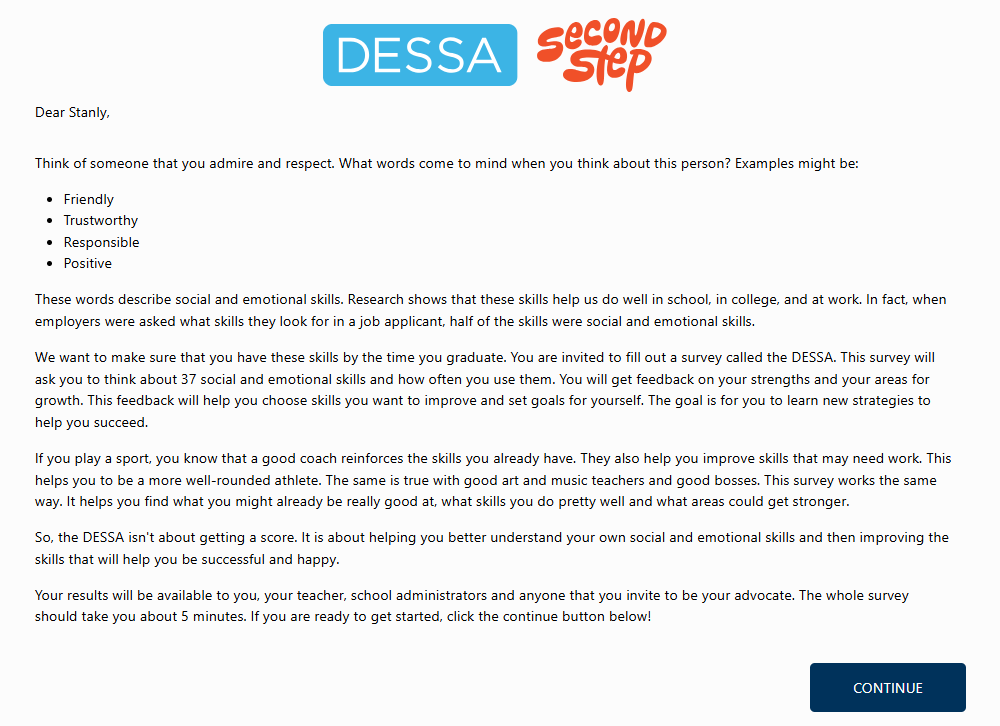 DESSA SECOND STEP
Dear Stanly,
Think of someone that you admire and respect. What words come to mind when you think about this person? Examples might be:
• Friendly
• Trustworthy
• Responsible
• Positive
These words describe social and emotional skills. Research shows that these skills help us do well in school, in college, and at work. In fact, when
employers were asked what skills they look for in a job applicant, half of the skills were social and emotional skills.
We want to make sure that you have these skills by the time you graduate. You are invited to fill out a survey called the DESSA. This survey will
ask you to think about 37 social and emotional skills and how often you use them. You will get feedback on your strengths and your areas for
growth. This feedback will help you choose skills you want to improve and set goals for yourself. The goal is for you to learn new strategies to
help you succeed.
If you play a sport, you know that a good coach reinforces the skills you already have. They also help you improve skills that may need work. This
helps you to be a more well-rounded athlete. The same is true with good art and music teachers and good bosses. This survey works the same
way. It helps you find what you might already be really good at, what skills you do pretty well and what areas could get stronger.
So, the DESSA isn't about getting a score. It is about helping you better understand your own social and emotional skills and then improving the
skills that will help you be successful and happy.
Your results will be available to you, your teacher, school administrators and anyone that you invite to be your advocate. The whole survey
should take you about 5 minutes. If you are ready to get started, click the continue button below!
CONTINUE